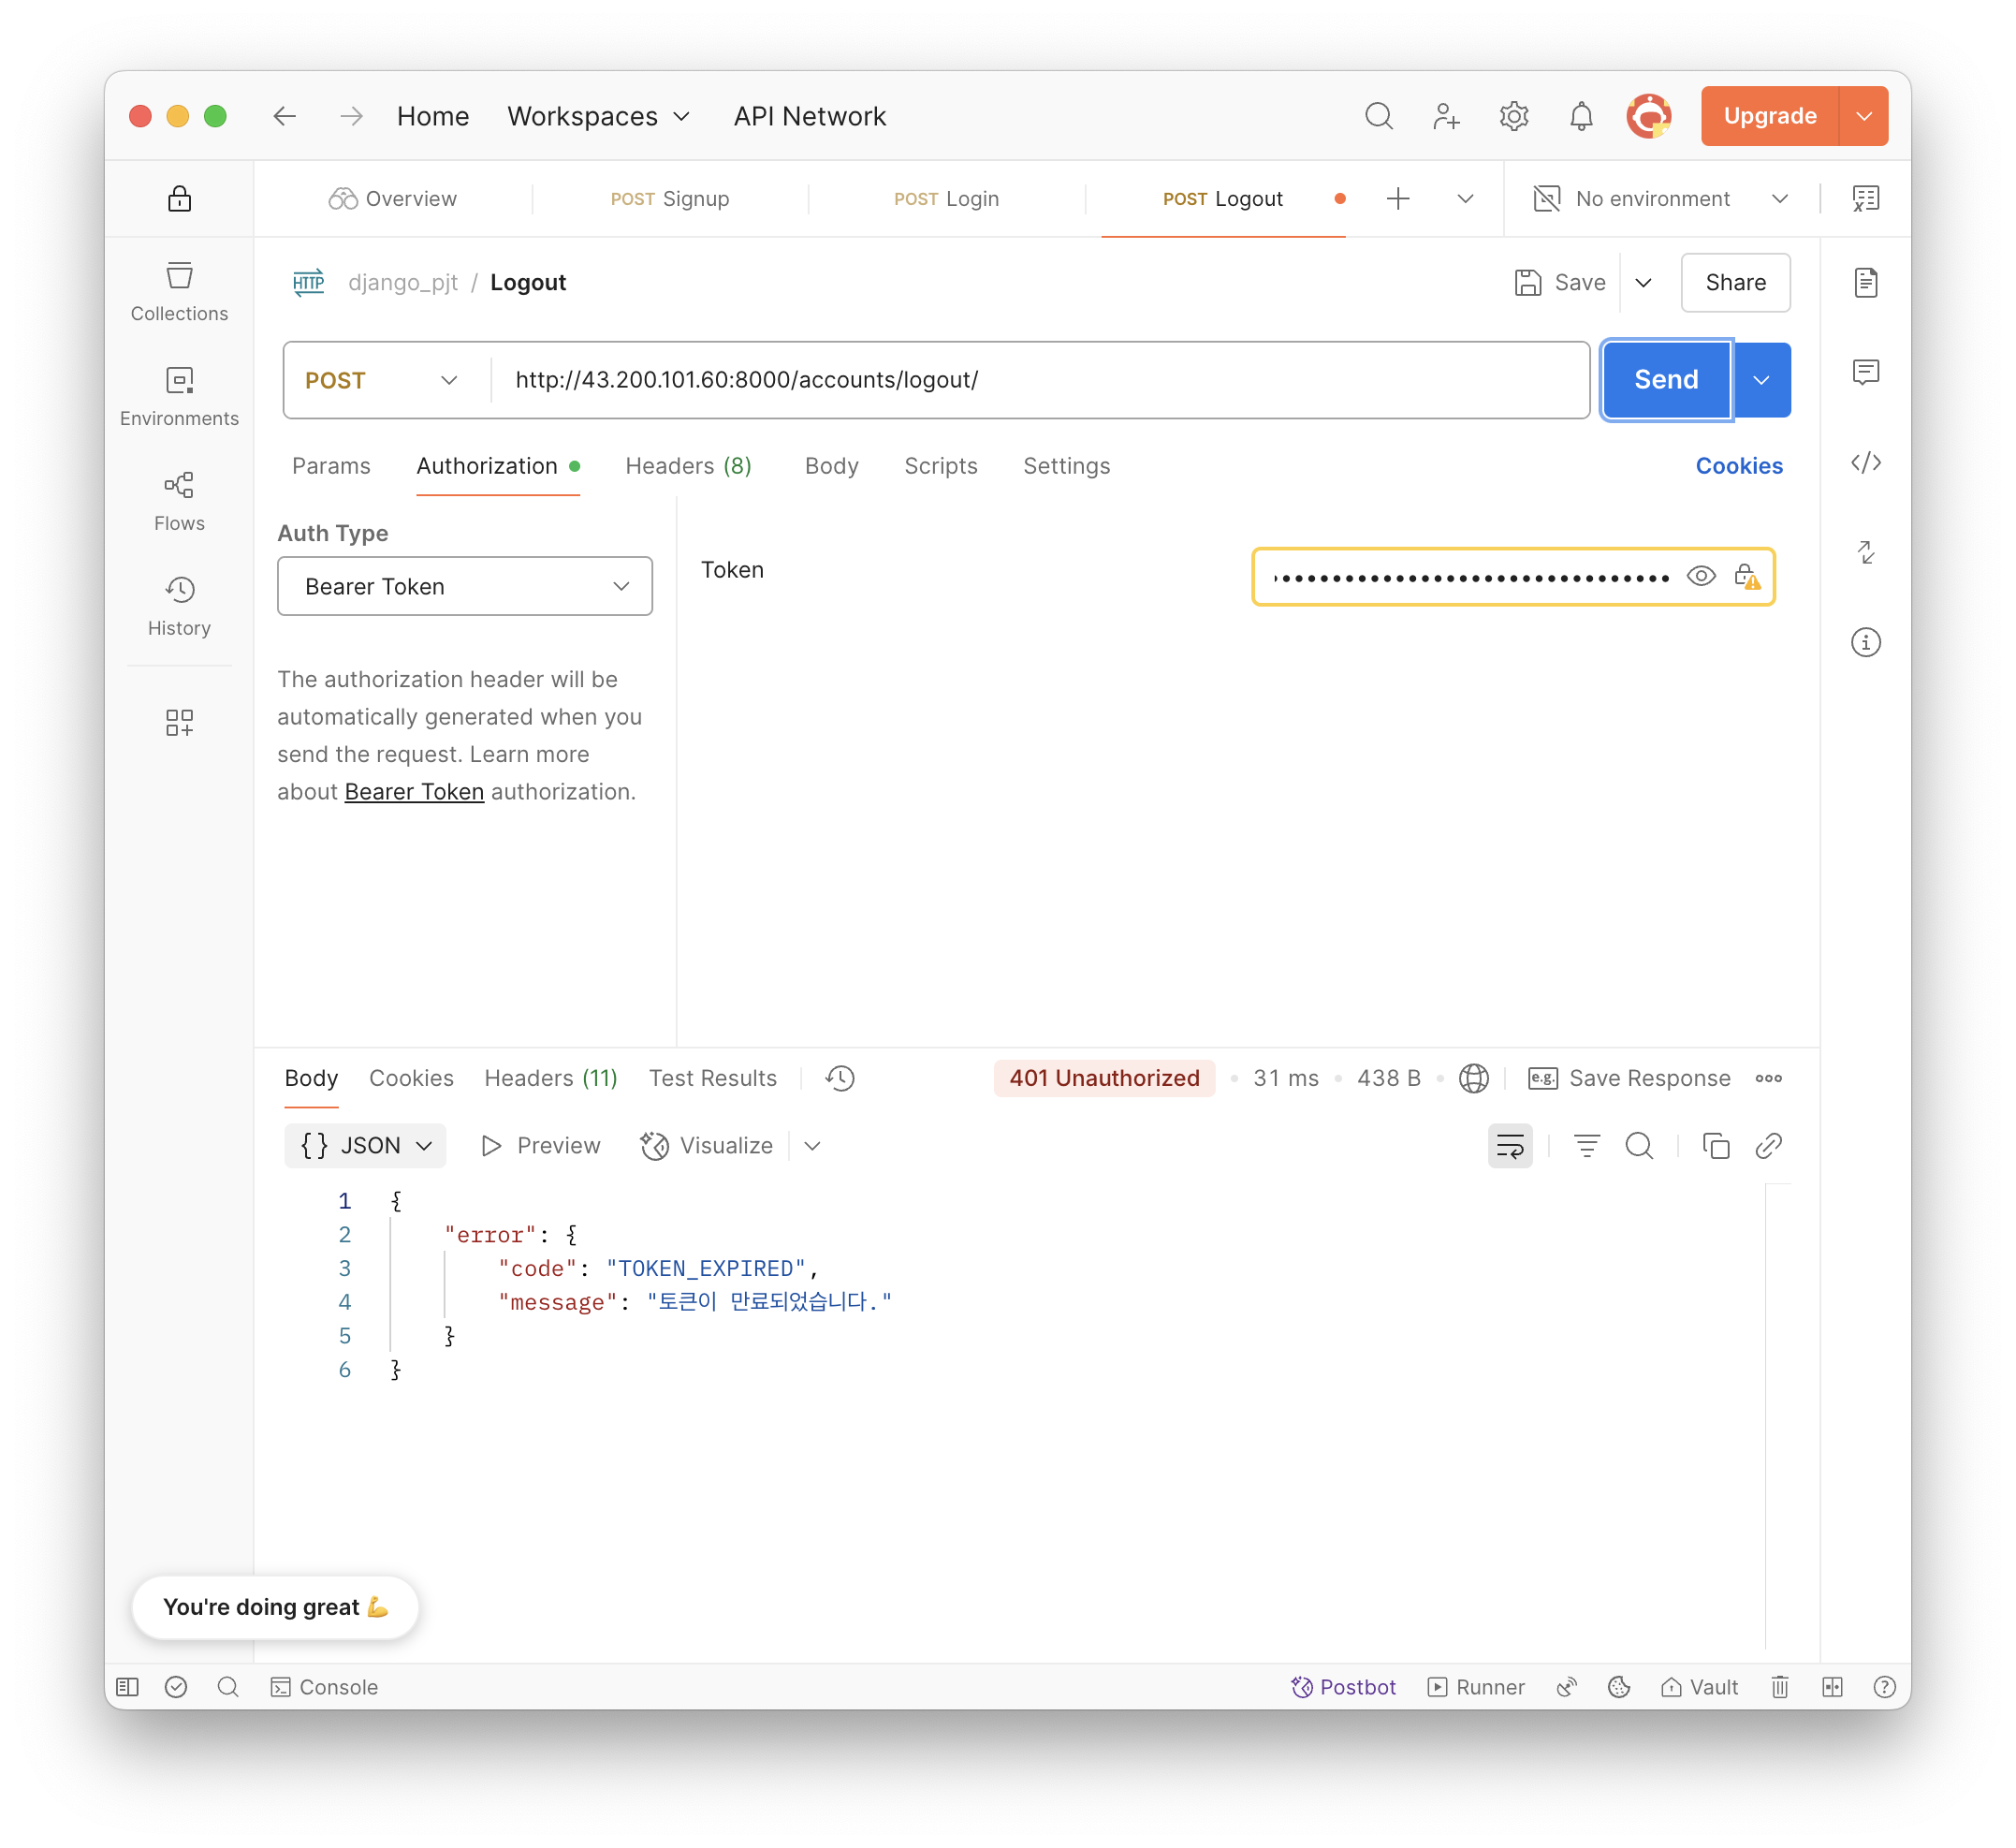 Home
Workspaces
API Network
Upgrade
Overview
POST Signup
POST Login
POST Logout
No environment
Collections
Environments
Flows
History
HTTP
django_pjt / Logout
Save
Share
POST
http://43.200.101.60:8000/accounts/logout/
Send
Params
Authorization
Headers (8)
Body
Scripts
Settings
Cookies
Auth Type
Bearer Token
The authorization header will be
automatically generated when you
send the request. Learn more
about Bearer Token authorization.
Token
Body
Cookies
Headers (11)
Test Results
401 Unauthorized
31 ms
438 B
e.g.
Save Response
{} JSON
Preview
Visualize
1 {
2 "error": {
3 "code": "TOKEN_EXPIRED",
4 "message": "토큰이 만료되었습니다."
5 }
6 }
You're doing great 💪
Console
Postbot
Runner
Vault